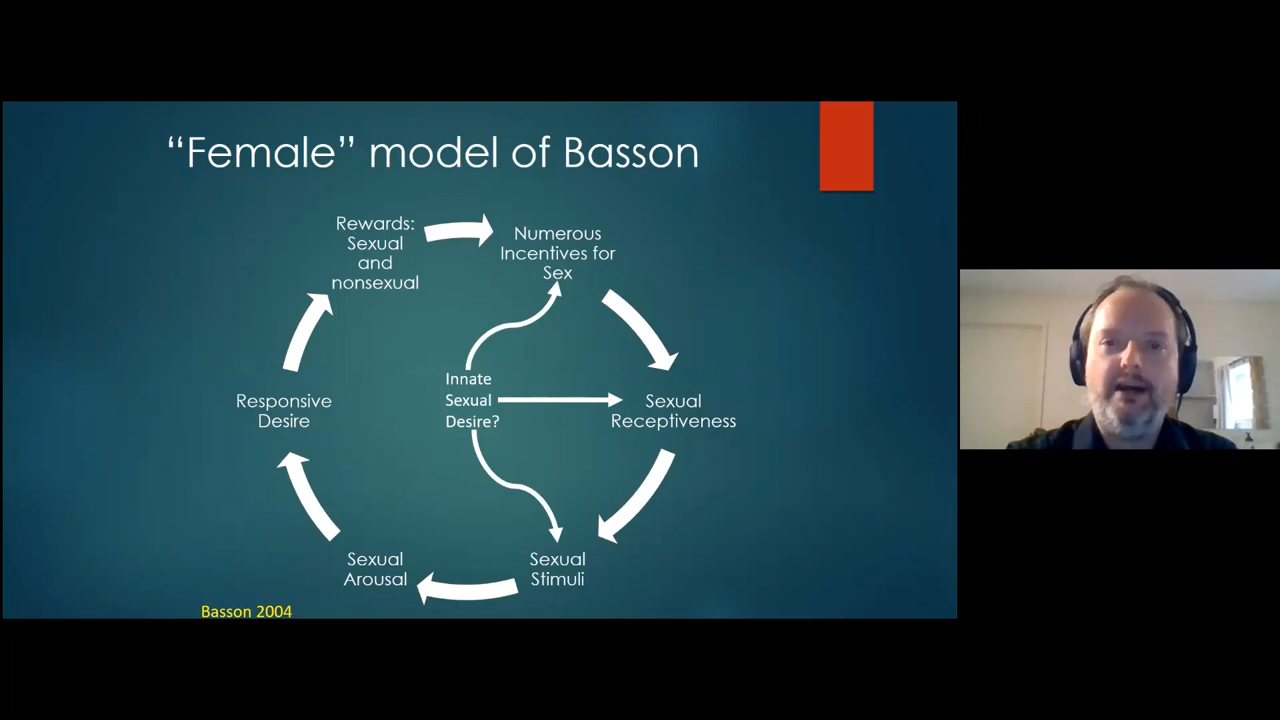 “Female” model of Basson
Rewards:
Sexual
and
nonsexual
Numerous
Incentives for
Sex
Innate
Sexual
Desire?
Responsive
Desire
Sexual
Receptiveness
Sexual
Arousal
Sexual
Stimuli
Basson 2004